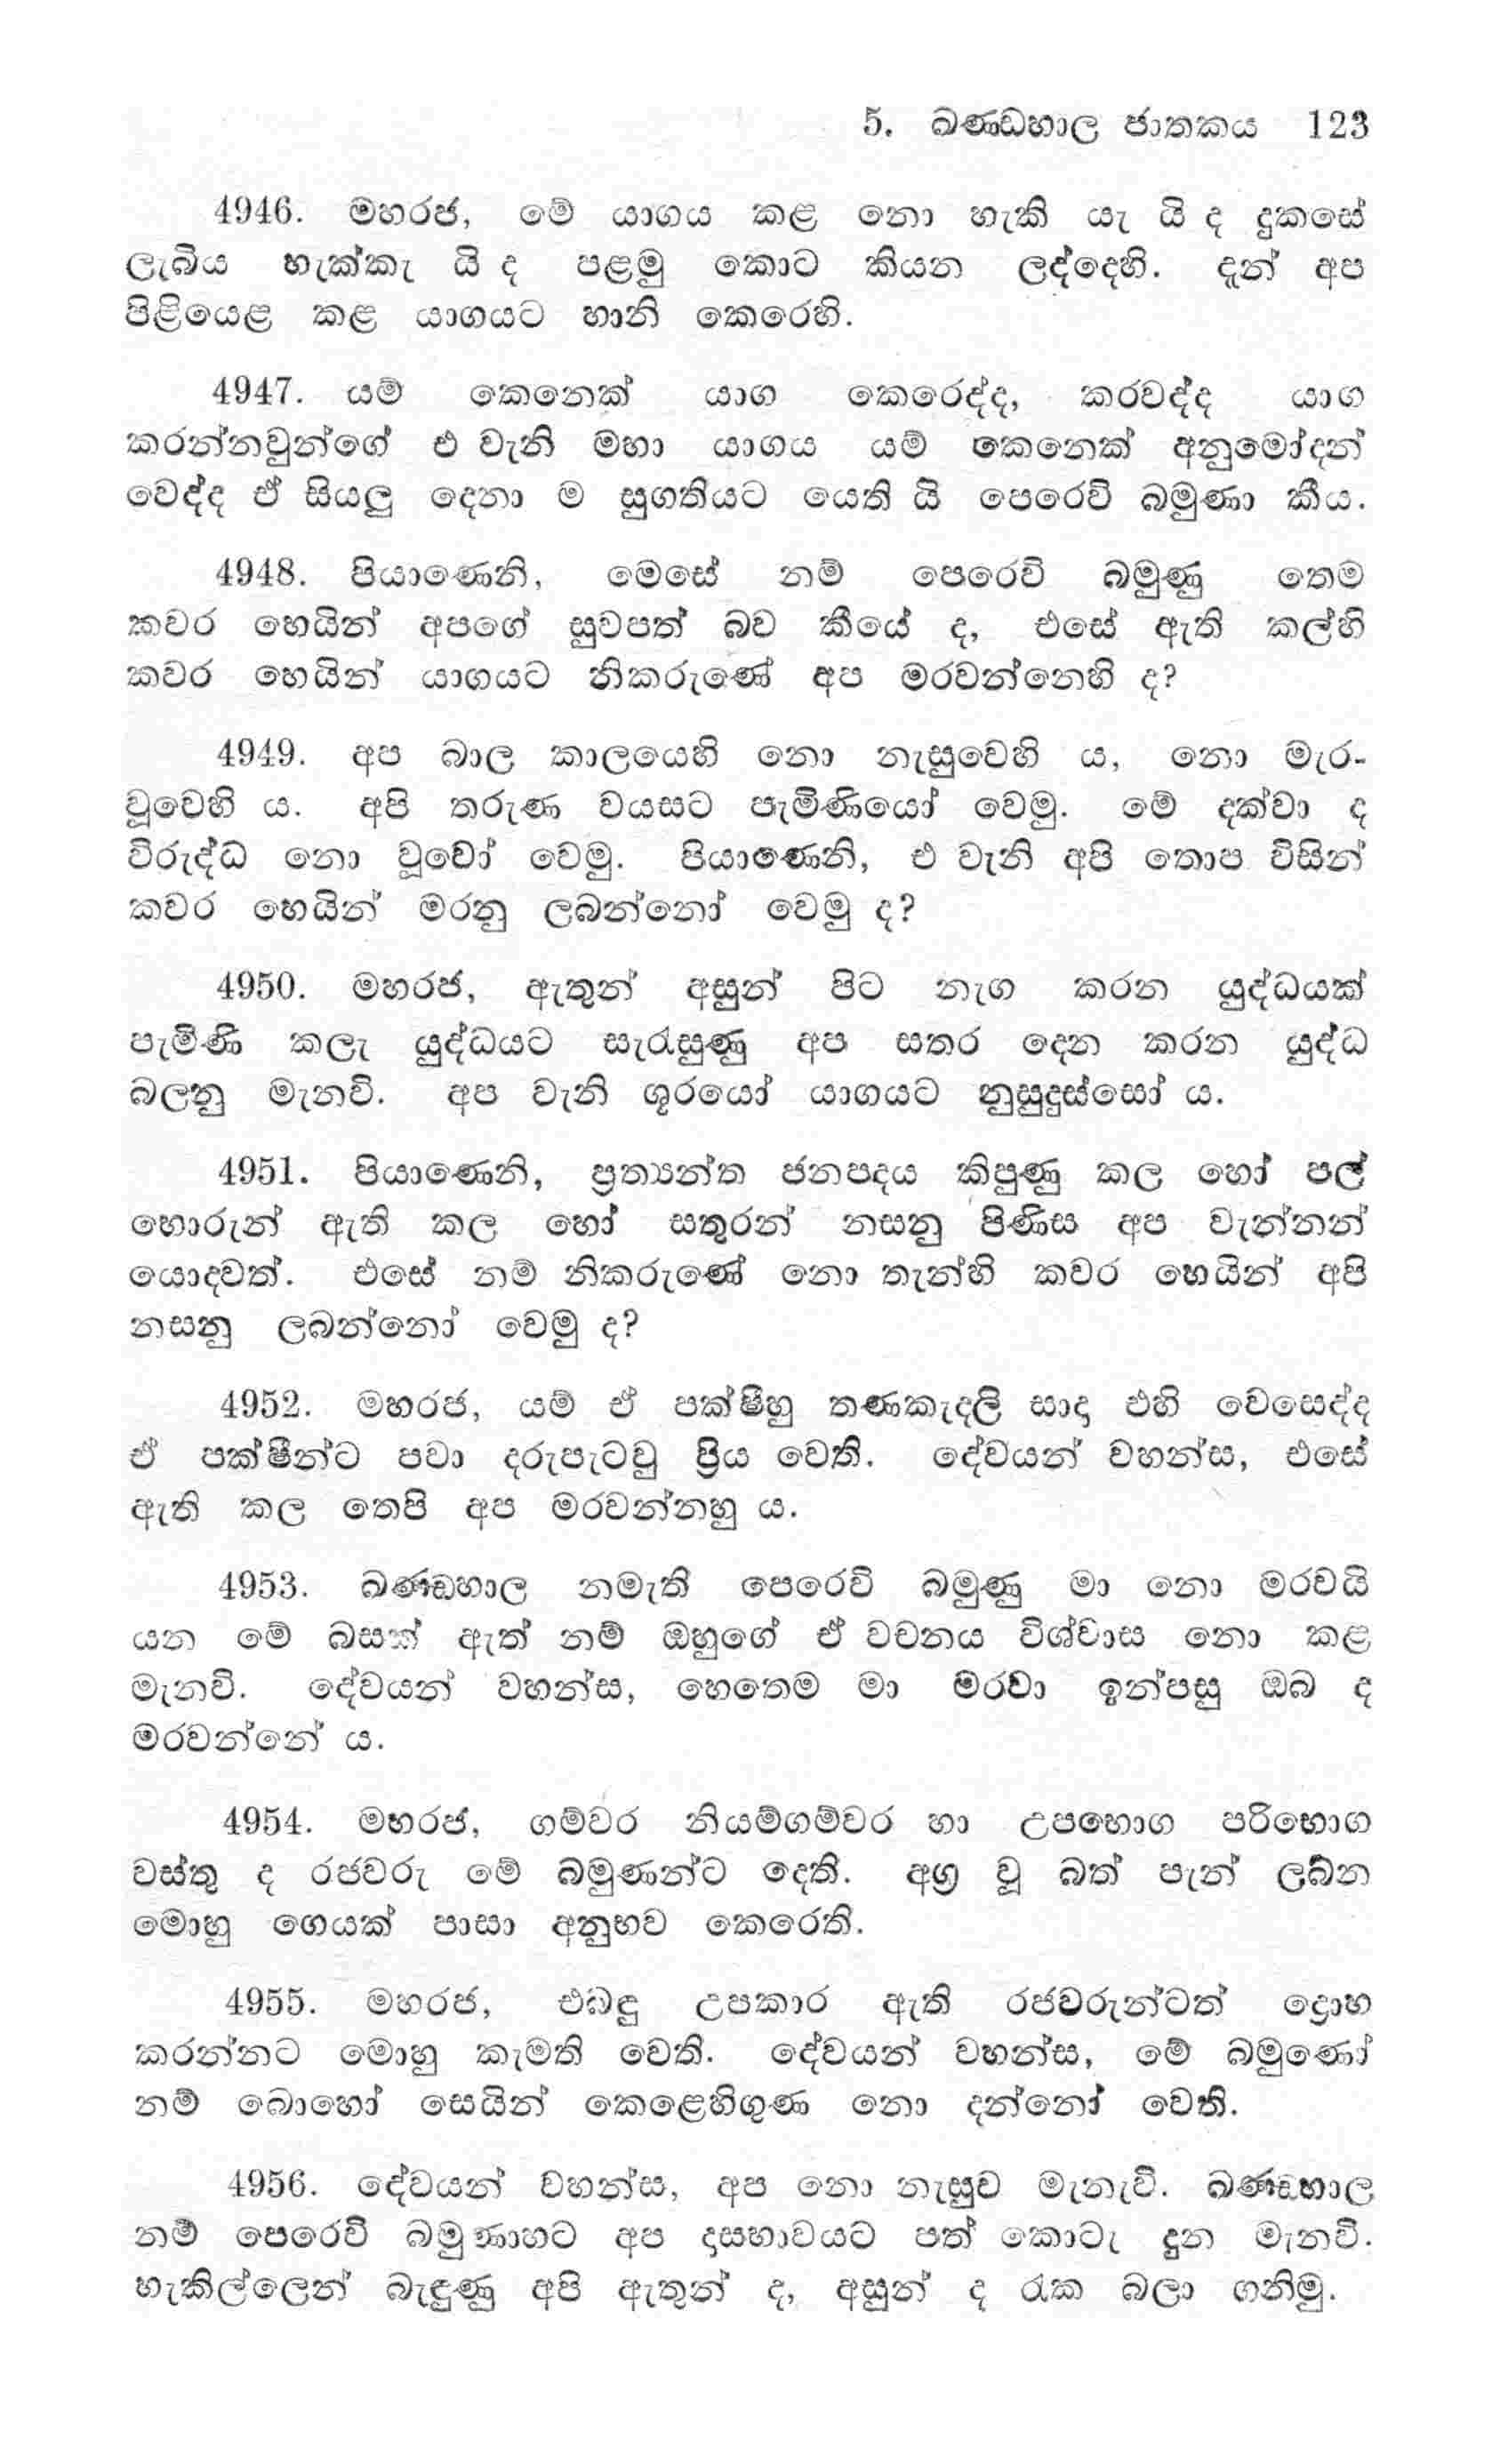 5. ඛණ්ඩහාල ජාතකය 123
4946. මහරජ, මේ යාගය කළ නො හැකි යැ යි ද දුකසේ
ලැබිය හැක්කැ යි ද පළමු කොට කියන ලද්දෙහි. දැන් අප
පිළියෙළ කළ යාගයට හානි කෙරෙහි.
4947. යම් කෙනෙක් යාග කෙරෙද්ද, කරවද්ද යාග
කරන්නවුන්ගේ එ වැනි මහා යාගය යම් කෙනෙක් අනුමෝදන්
වෙද්ද ඒ සියලු දෙනා ම සුගතියට යෙති යි පෙරෙවි බමුණා කීය.
4948. පියාණෙනි, මෙසේ නම් පෙරෙවි බමුණු තෙම
කවර හෙයින් අපගේ සුවපත් බව කීයේ ද, එසේ ඇති කල්හි
කවර හෙයින් යාගයට නිකරුණේ අප මරවන්නෙහි ද?
4949. අප බාල කාලයෙහි නො නැසුවෙහි ය, නො මැර-
වූවෙහි ය. අපි තරුණ වයසට පැමිණියෝ වෙමු. මේ දක්වා ද
විරුද්ධ නො වූවෝ වෙමු. පියාණෙනි, එ වැනි අපි තොප විසින්
කවර හෙයින් මරනු ලබන්නෝ වෙමු ද?
4950. මහරජ, ඇතුන් අසුන් පිට නැග කරන යුද්ධයක්
පැමිණි කලැ යුද්ධයට සැරසුණු අප සතර දෙන කරන යුද්ධ
බලනු මැනවි. අප වැනි ශූරයෝ යාගයට නුසුදුස්සෝ ය.
4951. පියාණෙනි, ප්‍රත්‍යන්ත ජනපදය කිපුණු කල හෝ පල්
හොරුන් ඇති කල හෝ සතුරන් නසනු පිණිස අප වැන්නන්
යොදවත්. එසේ නම් නිකරුණේ නො තැන්හි කවර හෙයින් අපි
නසනු ලබන්නෝ වෙමු ද?
4952. මහරජ, යම් ඒ පක්ෂීහු තණකැදලි සාදා එහි වෙසෙද්ද
ඒ පක්ෂීන්ට පවා දරුපැටවු ප්‍රිය වෙති. දේවයන් වහන්ස, එසේ
ඇති කල තෙපි අප මරවන්නහු ය.
4953. ඛණ්ඩහාල නමැති පෙරෙවි බමුණු මා නො මරවයි
යන මේ බසක් ඇත් නම් ඔහුගේ ඒ වචනය විශ්වාස නො කළ
මැනවි. දේවයන් වහන්ස, හෙතෙම මා මරවා ඉන්පසු ඔබ ද
මරවන්නේ ය.
4954. මහරජ, ගම්වර නියම්ගම්වර හා උපභොග පරිභොග
වස්තු ද රජවරු මේ බමුණන්ට දෙති. අග්‍ර වූ බත් පැන් ලබන
මොහු ගෙයක් පාසා අනුභව කෙරෙති.
4955. මහරජ, එබඳු උපකාර ඇති රජවරුන්ටත් ද්‍රොහ
කරන්නට මොහු කැමති වෙති. දේවයන් වහන්ස, මේ බමුණෝ
නම් බොහෝ සෙයින් කෙළෙහිගුණ නො දන්නෝ වෙති.
4956. දේවයන් වහන්ස, අප නො නැසුව මැනැවි. ඛණ්ඩහාල
නම් පෙරෙවි බමුණාහට අප දාසභාවයට පත් කොටැ දුන මැනවි.
හැකිල්ලෙන් බැඳුණු අපි ඇතුන් ද, අසුන් ද රැක බලා ගනිමු.